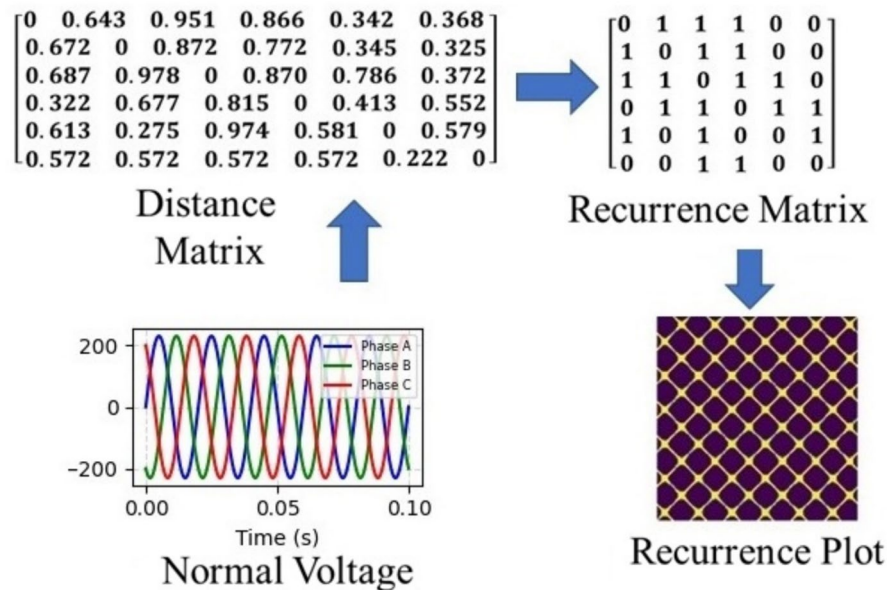 0 0.643 0.951 0.866 0.342 0.368
0.672 0 0.872 0.772 0.345 0.325
0.687 0.978 0 0.870 0.786 0.372
0.322 0.677 0.815 0 0.413 0.552
0.613 0.275 0.974 0.581 0 0.579
0.572 0.572 0.572 0.572 0.222 0
Distance
Matrix
0 1 1 1 0 0
1 0 1 1 0 0
1 1 0 1 1 0
0 1 1 0 1 1
1 0 1 0 0 1
0 0 1 1 0 0
Recurrence Matrix
200
0
−200
Phase A
Phase B
Phase C
0.00 0.05 0.10
Time (s)
Normal Voltage
Recurrence Plot